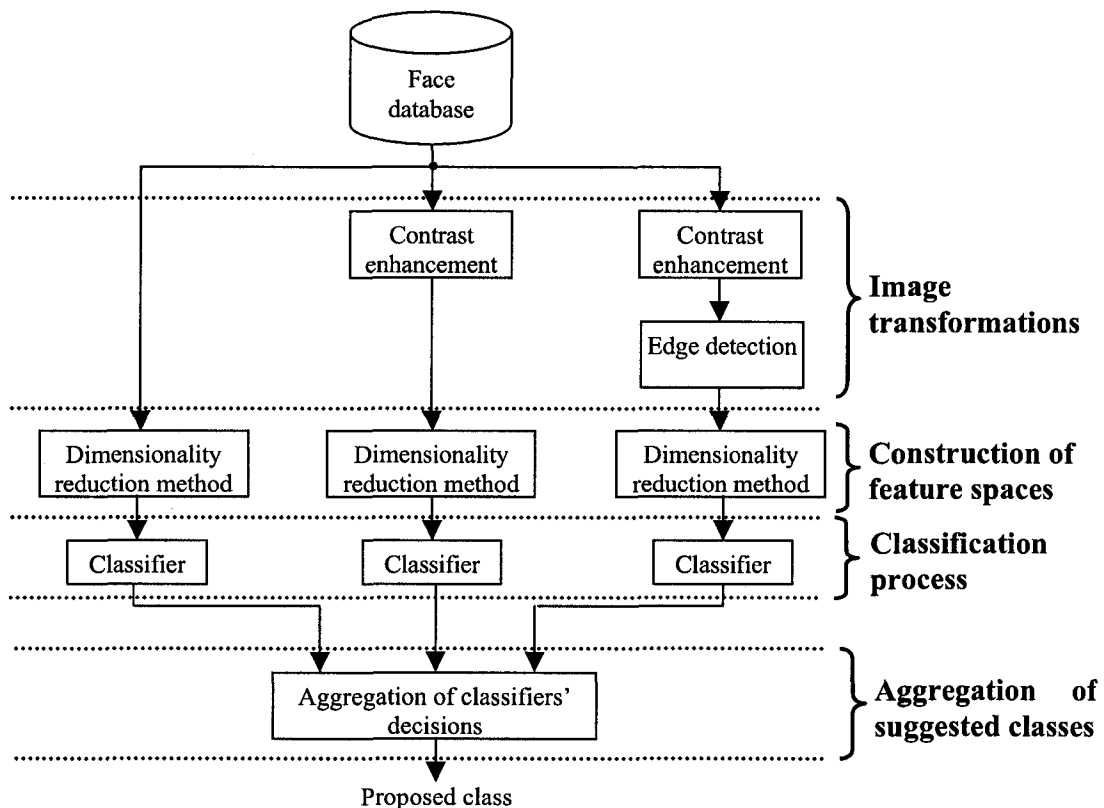 Face
database
Contrast
enhancement
Contrast
enhancement
Edge detection
Image
transformations
Dimensionality
reduction method
Dimensionality
reduction method
Dimensionality
reduction method
Construction of
feature spaces
Classifier
Classifier
Classifier
Classification
process
Aggregation of classifiers'
decisions
Aggregation of
suggested classes
Proposed class